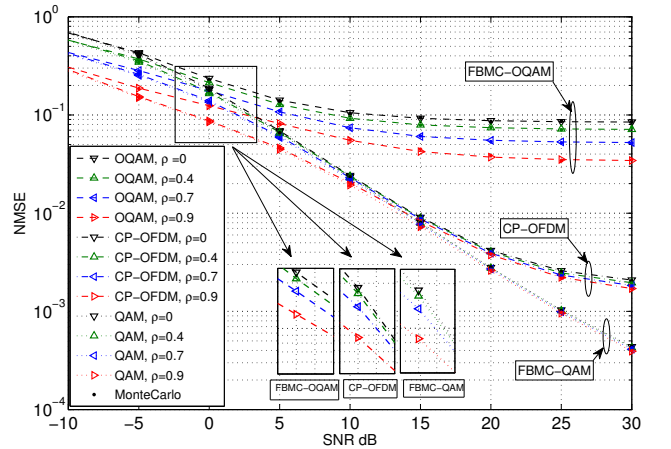 10^0
10^-1
10^-2
10^-3
10^-4
NMSE
−10
−5
0
5
10
15
20
25
30
SNR dB
FBMC−OQAM
CP−OFDM
FBMC−QAM
OQAM, ρ =0
OQAM, ρ=0.4
OQAM, ρ=0.7
OQAM, ρ=0.9
CP−OFDM, ρ=0
CP−OFDM, ρ=0.4
CP−OFDM, ρ=0.7
CP−OFDM, ρ=0.9
QAM, ρ=0
QAM, ρ=0.4
QAM, ρ=0.7
QAM, ρ=0.9
MonteCarlo
FBMC−OQAM
CP−OFDM
FBMC−QAM